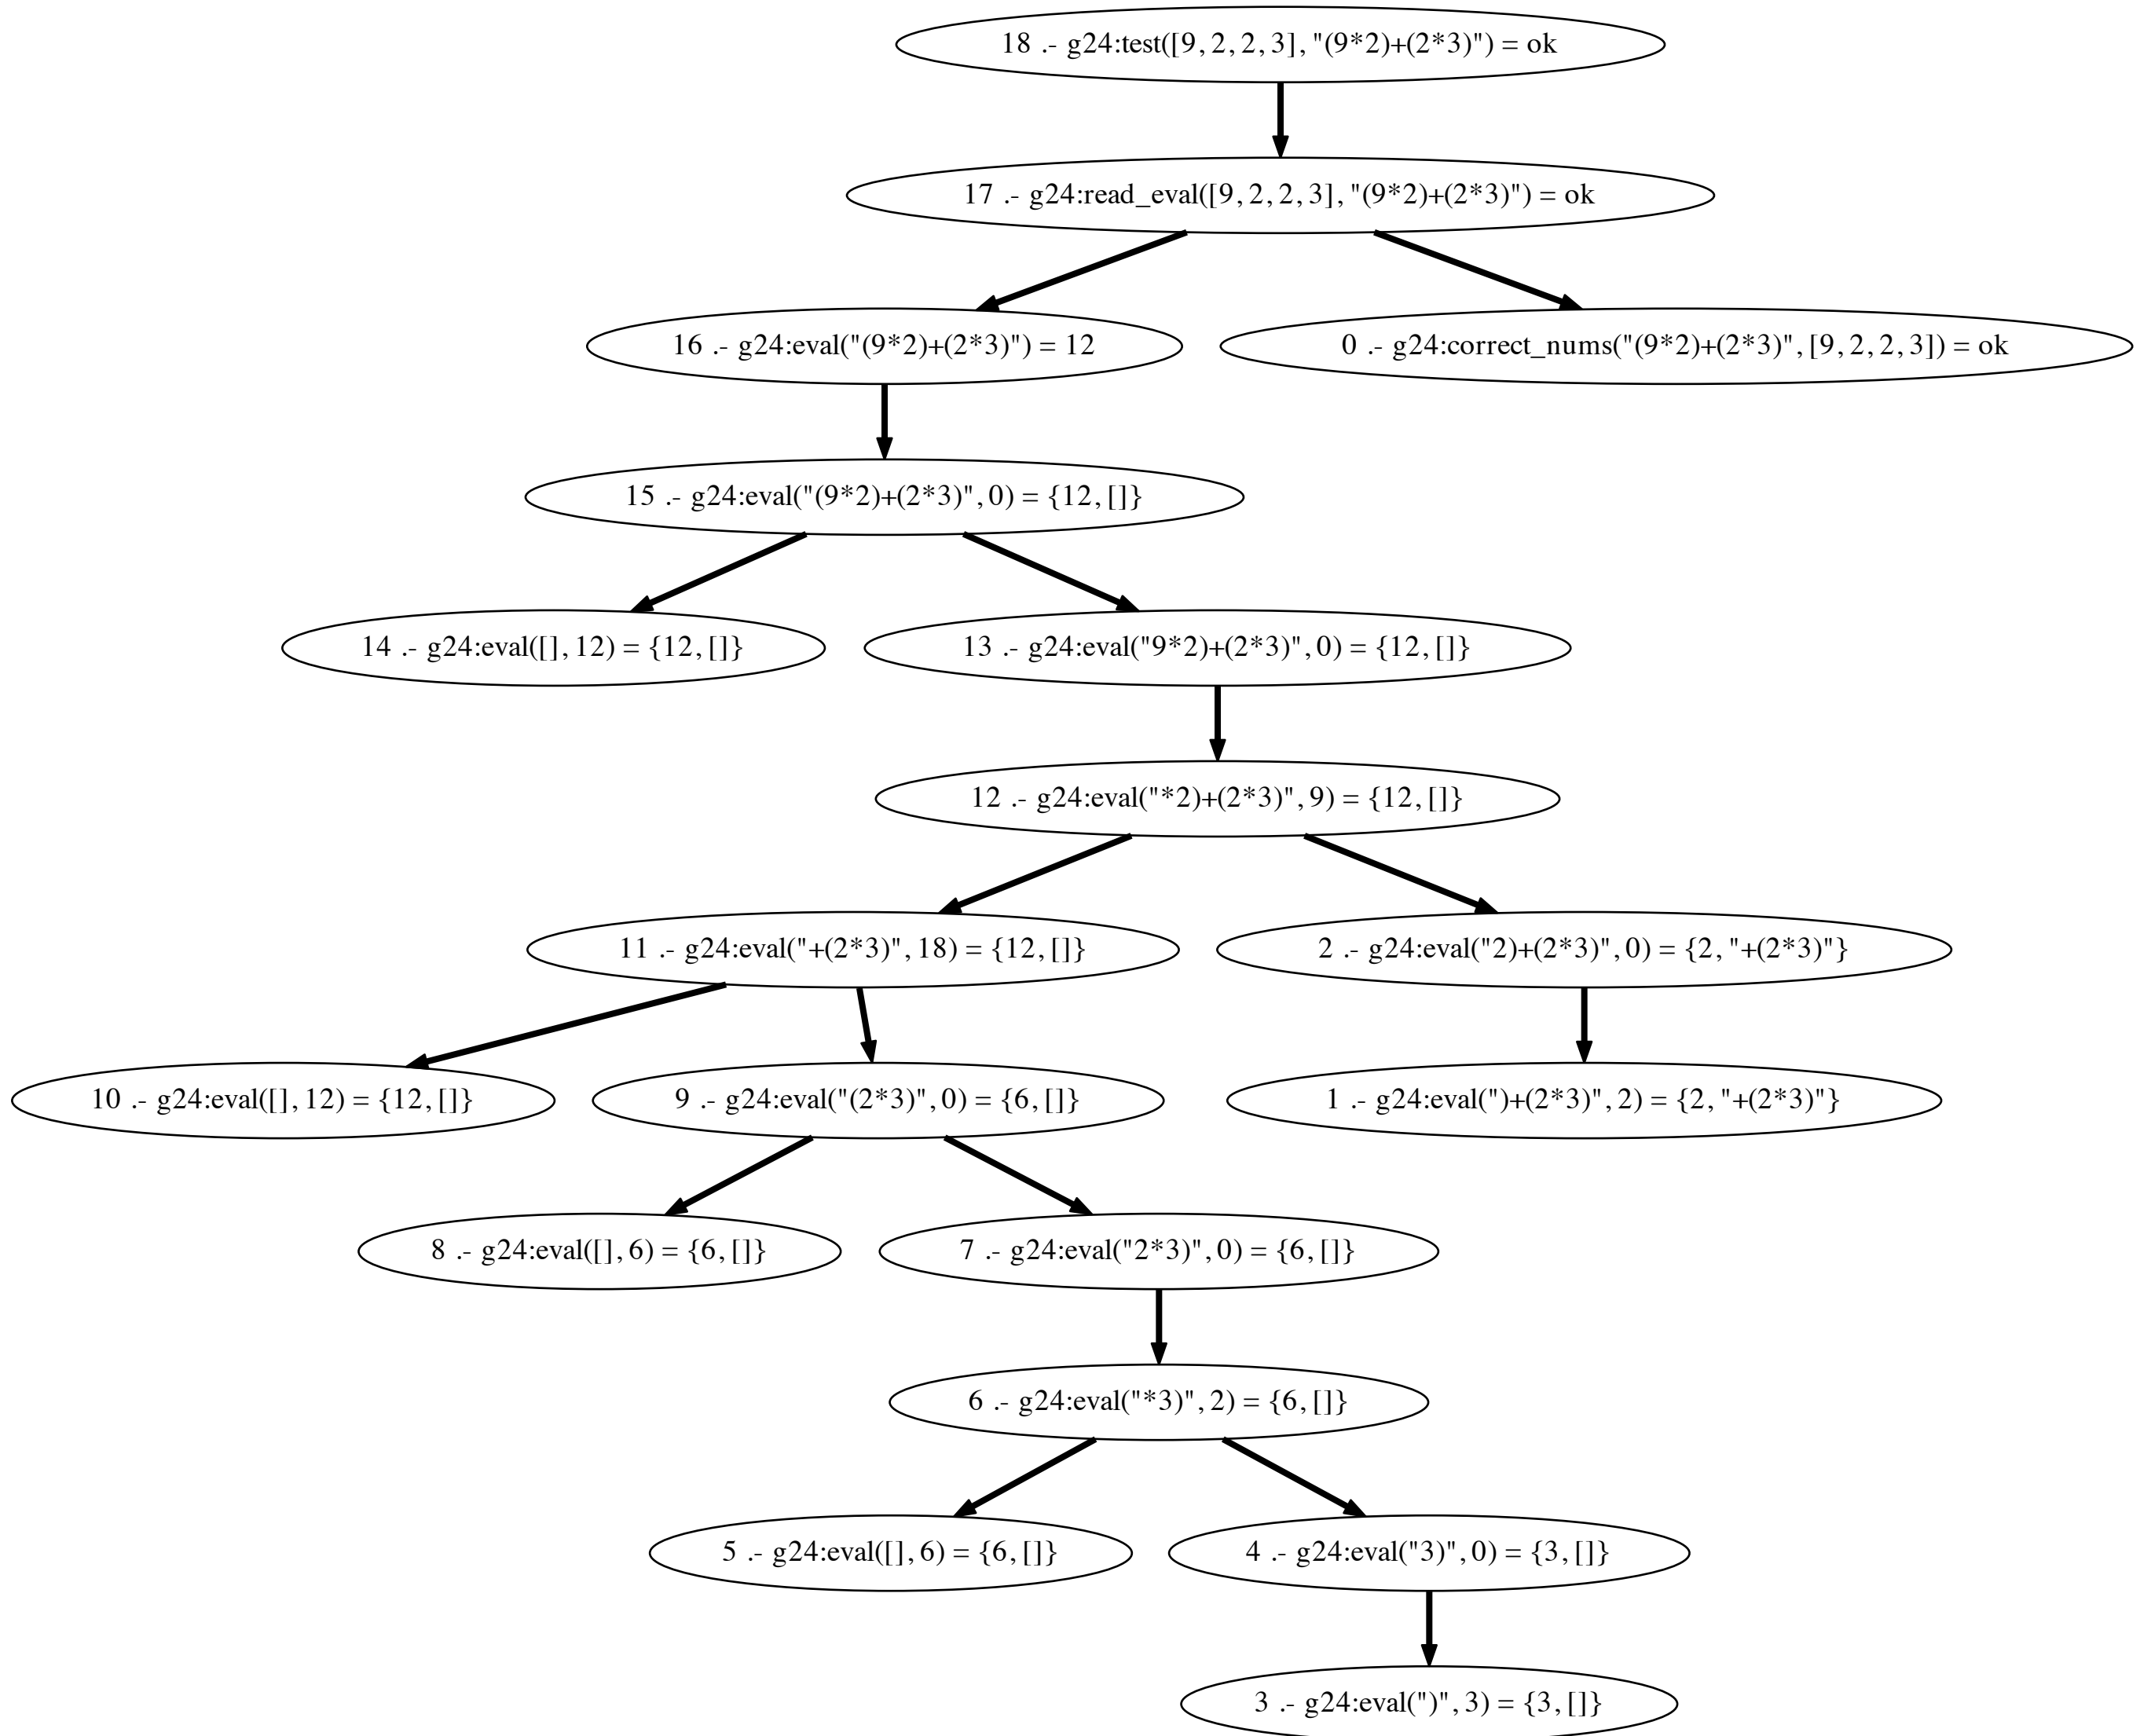 18 .- g24:test([9, 2, 2, 3], "(9*2)+(2*3)") = ok
17 .- g24:read_eval([9, 2, 2, 3], "(9*2)+(2*3)") = ok
16 .- g24:eval("(9*2)+(2*3)") = 12
0 .- g24:correct_nums("(9*2)+(2*3)", [9, 2, 2, 3]) = ok
15 .- g24:eval("(9*2)+(2*3)", 0) = {12, []}
14 .- g24:eval([], 12) = {12, []}
13 .- g24:eval("9*2)+(2*3)", 0) = {12, []}
12 .- g24:eval("*2)+(2*3)", 9) = {12, []}
11 .- g24:eval("+(2*3)", 18) = {12, []}
2 .- g24:eval("2)+(2*3)", 0) = {2, "+(2*3)"}
10 .- g24:eval([], 12) = {12, []}
9 .- g24:eval("(2*3)", 0) = {6, []}
1 .- g24:eval(")+(2*3)", 2) = {2, "+(2*3)"}
8 .- g24:eval([], 6) = {6, []}
7 .- g24:eval("2*3)", 0) = {6, []}
6 .- g24:eval("*3)", 2) = {6, []}
5 .- g24:eval([], 6) = {6, []}
4 .- g24:eval("3)", 0) = {3, []}
3 .- g24:eval(")", 3) = {3, []}